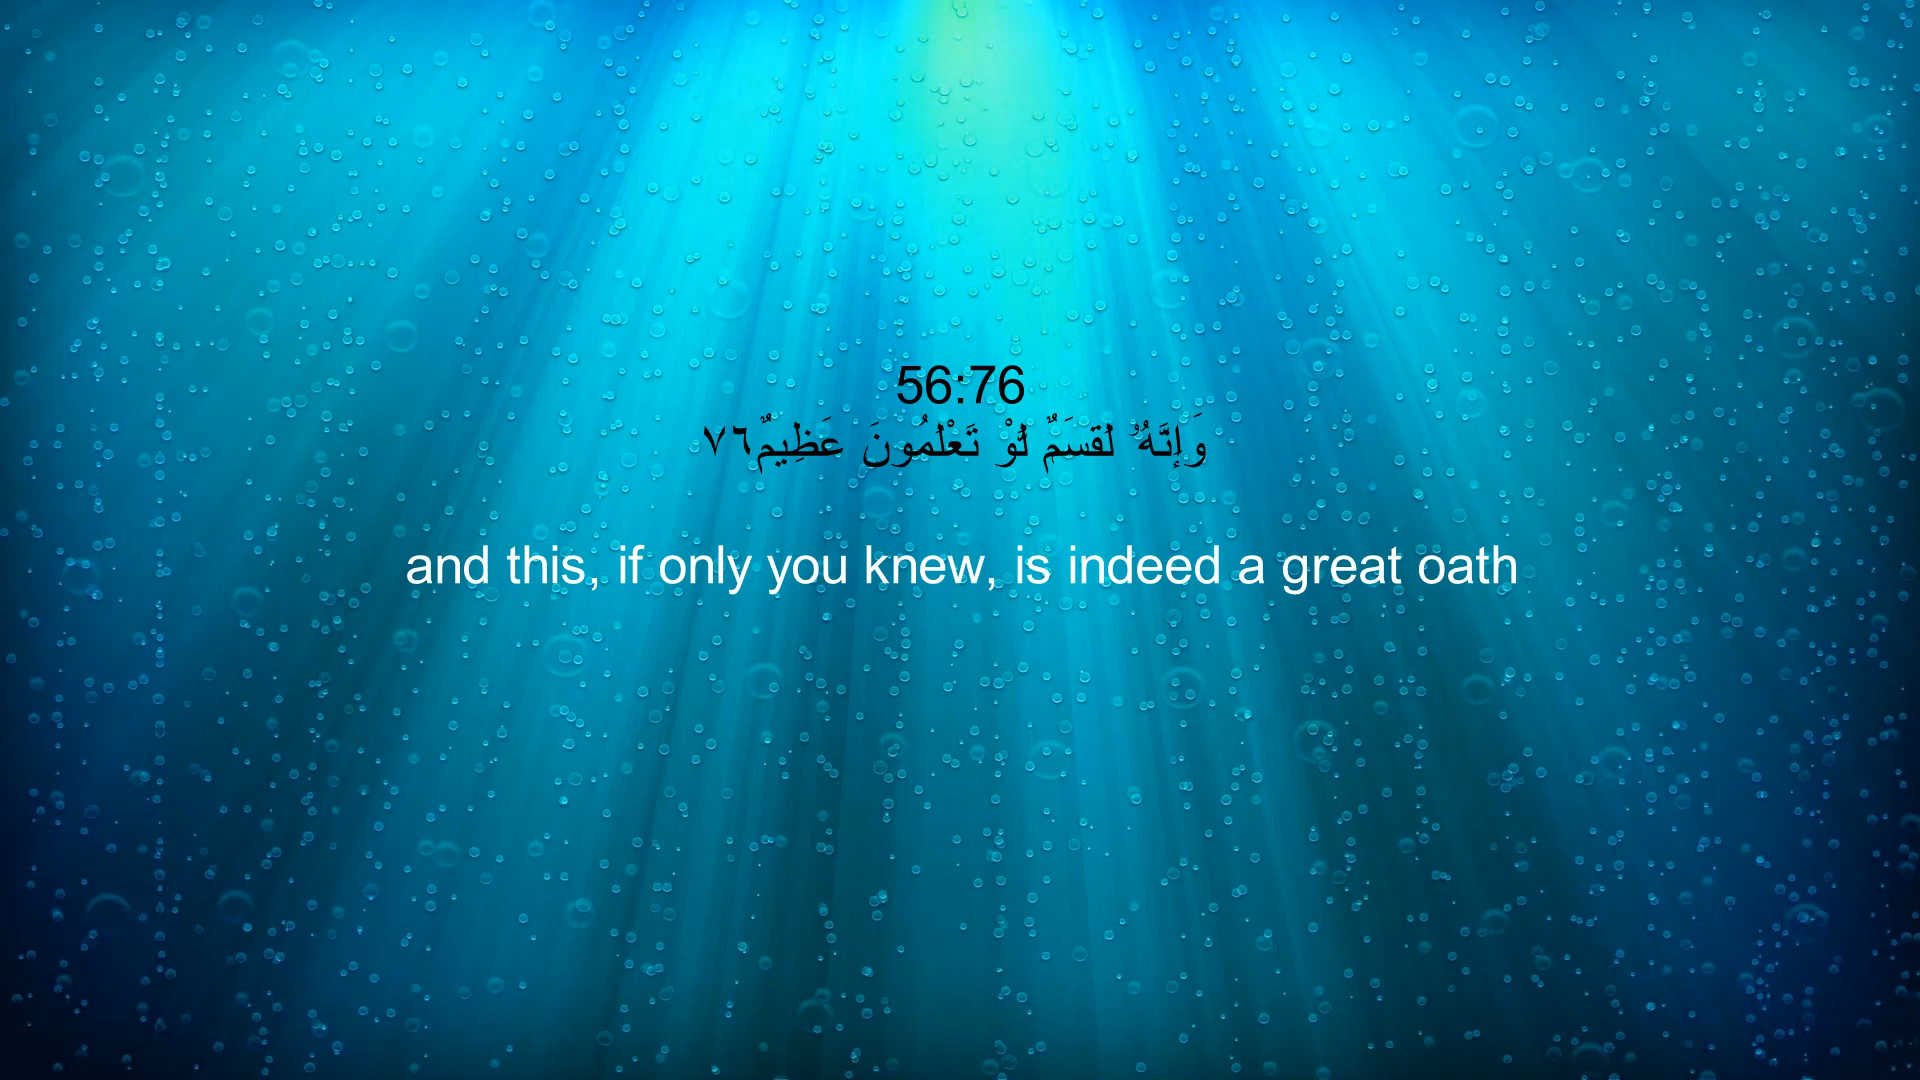 56:76
وَإِنَّهُۥ لَقَسَمٌ لَّوْ تَعْلَمُونَ عَظِيمٌ٧٦
and this, if only you knew, is indeed a great oath